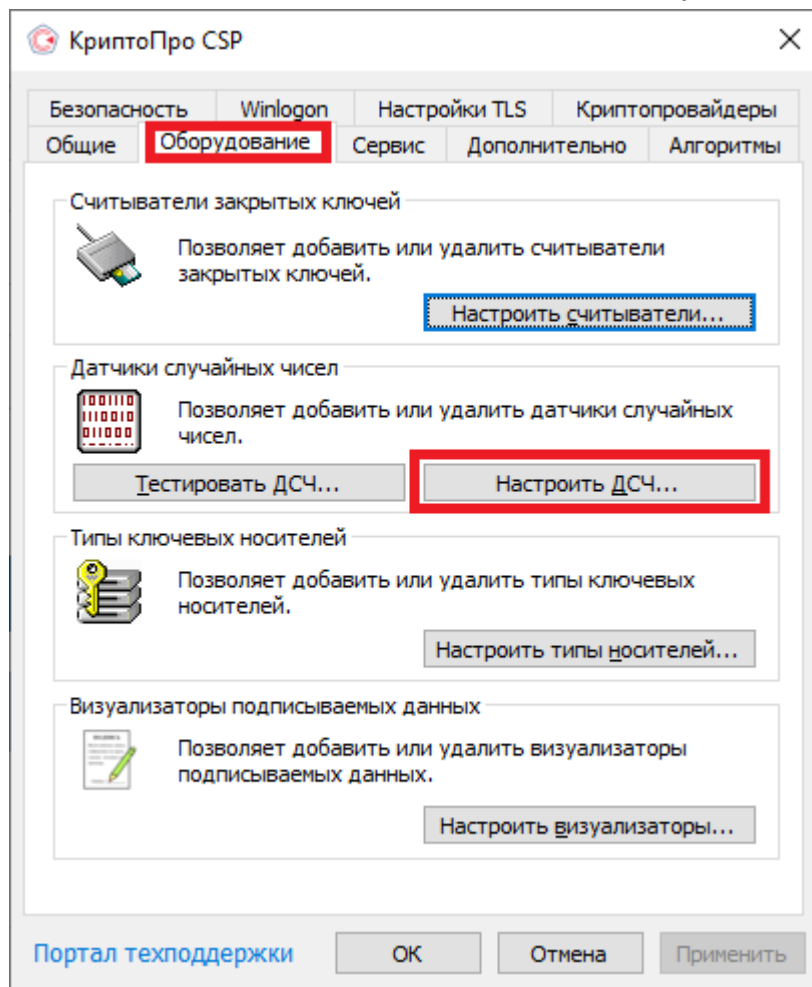 КриптоПро CSP
Безопасность Winlogon Настройки TLS Криптопровайдеры
Общие Оборудование Сервис Дополнительно Алгоритмы
Считыватели закрытых ключей
Позволяет добавить или удалить считыватели
закрытых ключей.
Настроить считыватели...
Датчики случайных чисел
Позволяет добавить или удалить датчики случайных
чисел.
Тестировать ДСЧ... Настроить ДСЧ...
Типы ключевых носителей
Позволяет добавить или удалить типы ключевых
носителей.
Настроить типы носителей...
Визуализаторы подписываемых данных
Позволяет добавить или удалить визуализаторы
подписываемых данных.
Настроить визуализаторы...
Портал техподдержки ОК Отмена Применить